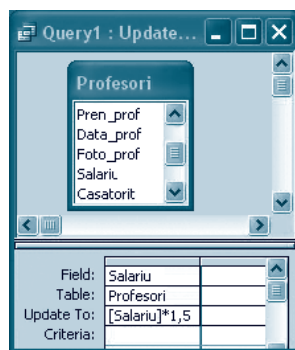 Query1 : Update...
Profesori
Pren_prof
Data_prof
Foto_prof
Salariu
Casatorit
Field: Salariu
Table: Profesori
Update To: [Salariu]*1,5
Criteria: